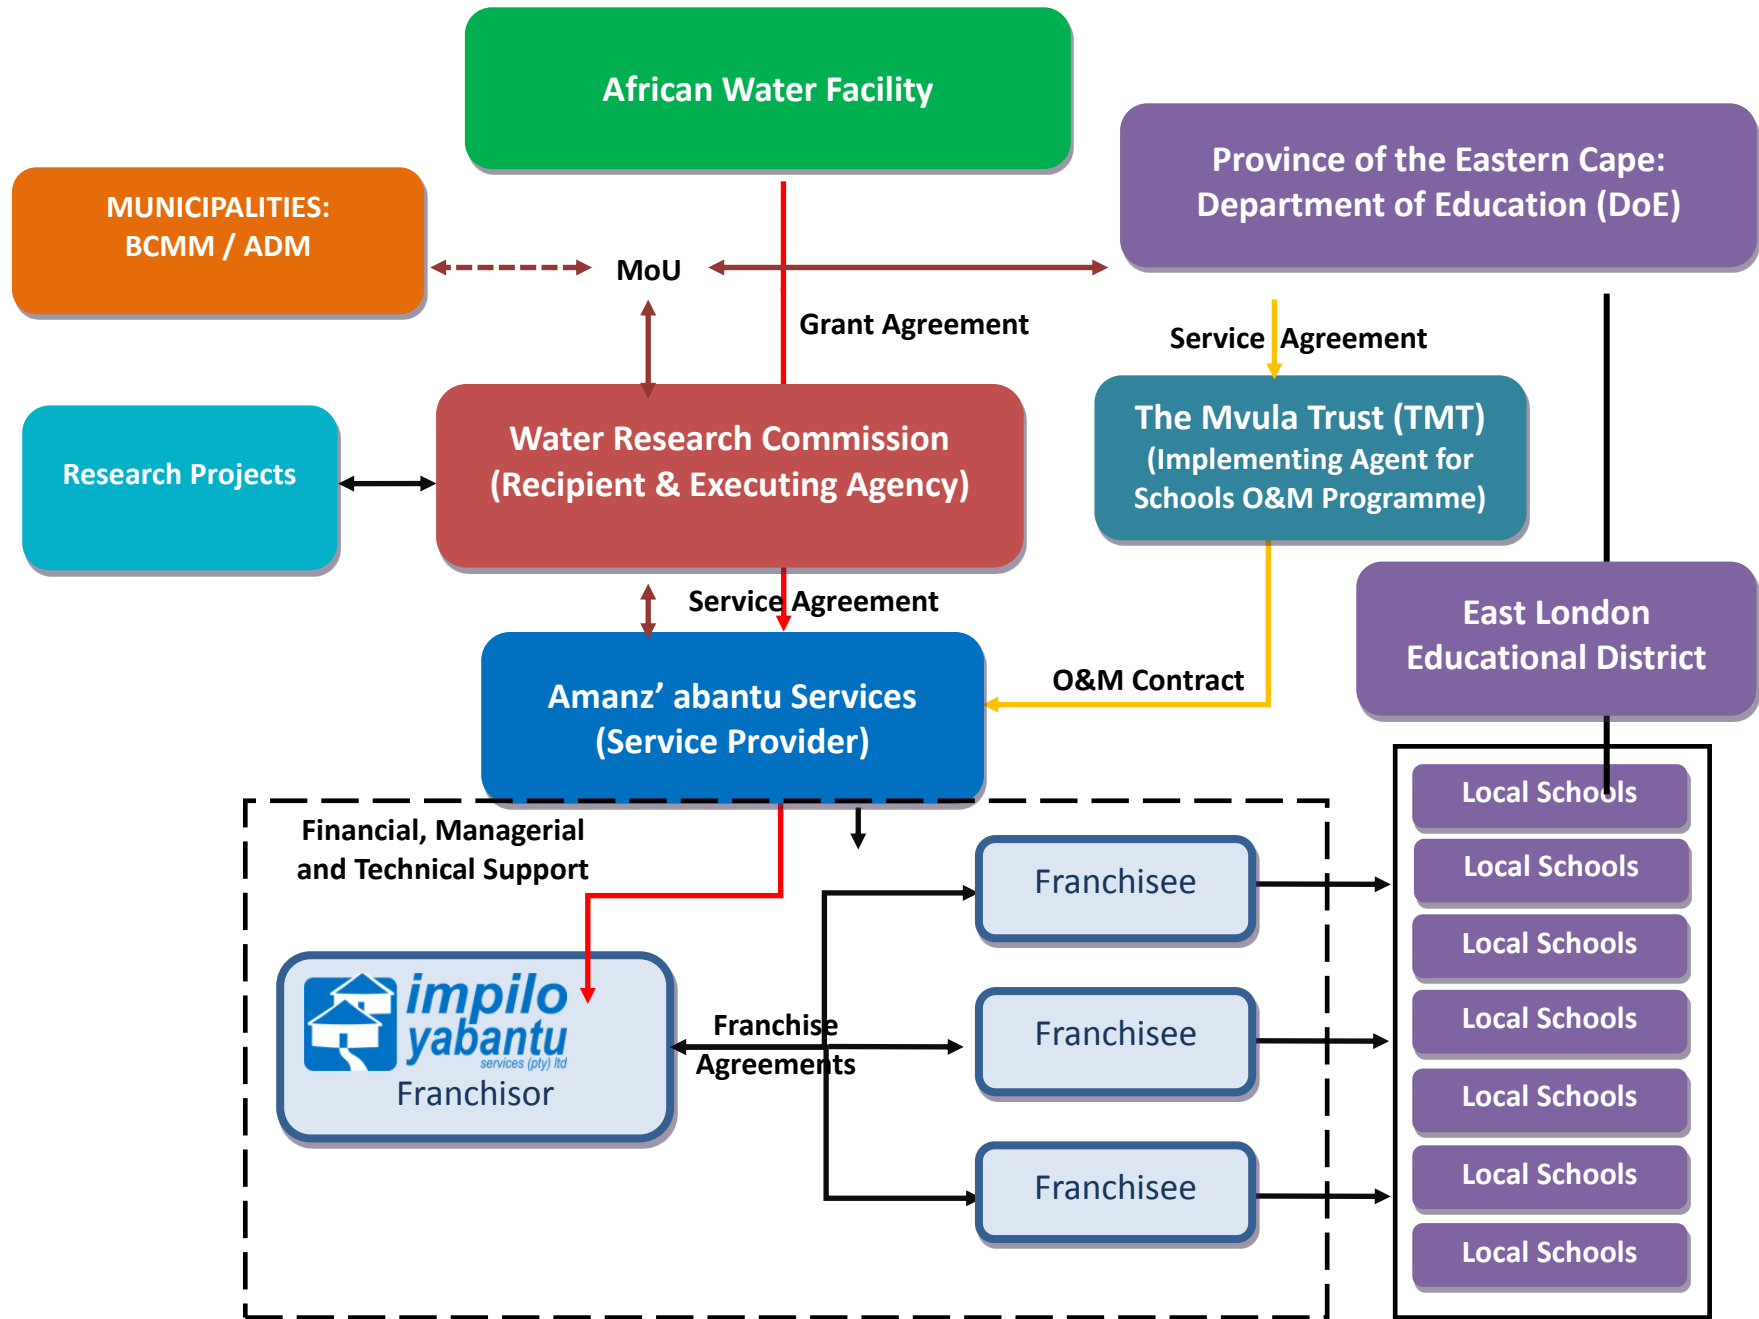 African Water Facility
Province of the Eastern Cape:
Department of Education (DoE)
MUNICIPALITIES:
BCMM / ADM
MoU
Grant Agreement
Service Agreement
Water Research Commission
(Recipient & Executing Agency)
The Mvula Trust (TMT)
(Implementing Agent for
Schools O&M Programme)
Research Projects
Service Agreement
East London
Educational District
O&M Contract
Amanz’ abantu Services
(Service Provider)
Financial, Managerial
and Technical Support
impilo
yabantu
services (pty) ltd
Franchisor
Franchise
Agreements
Franchisee
Franchisee
Franchisee
Local Schools
Local Schools
Local Schools
Local Schools
Local Schools
Local Schools
Local Schools